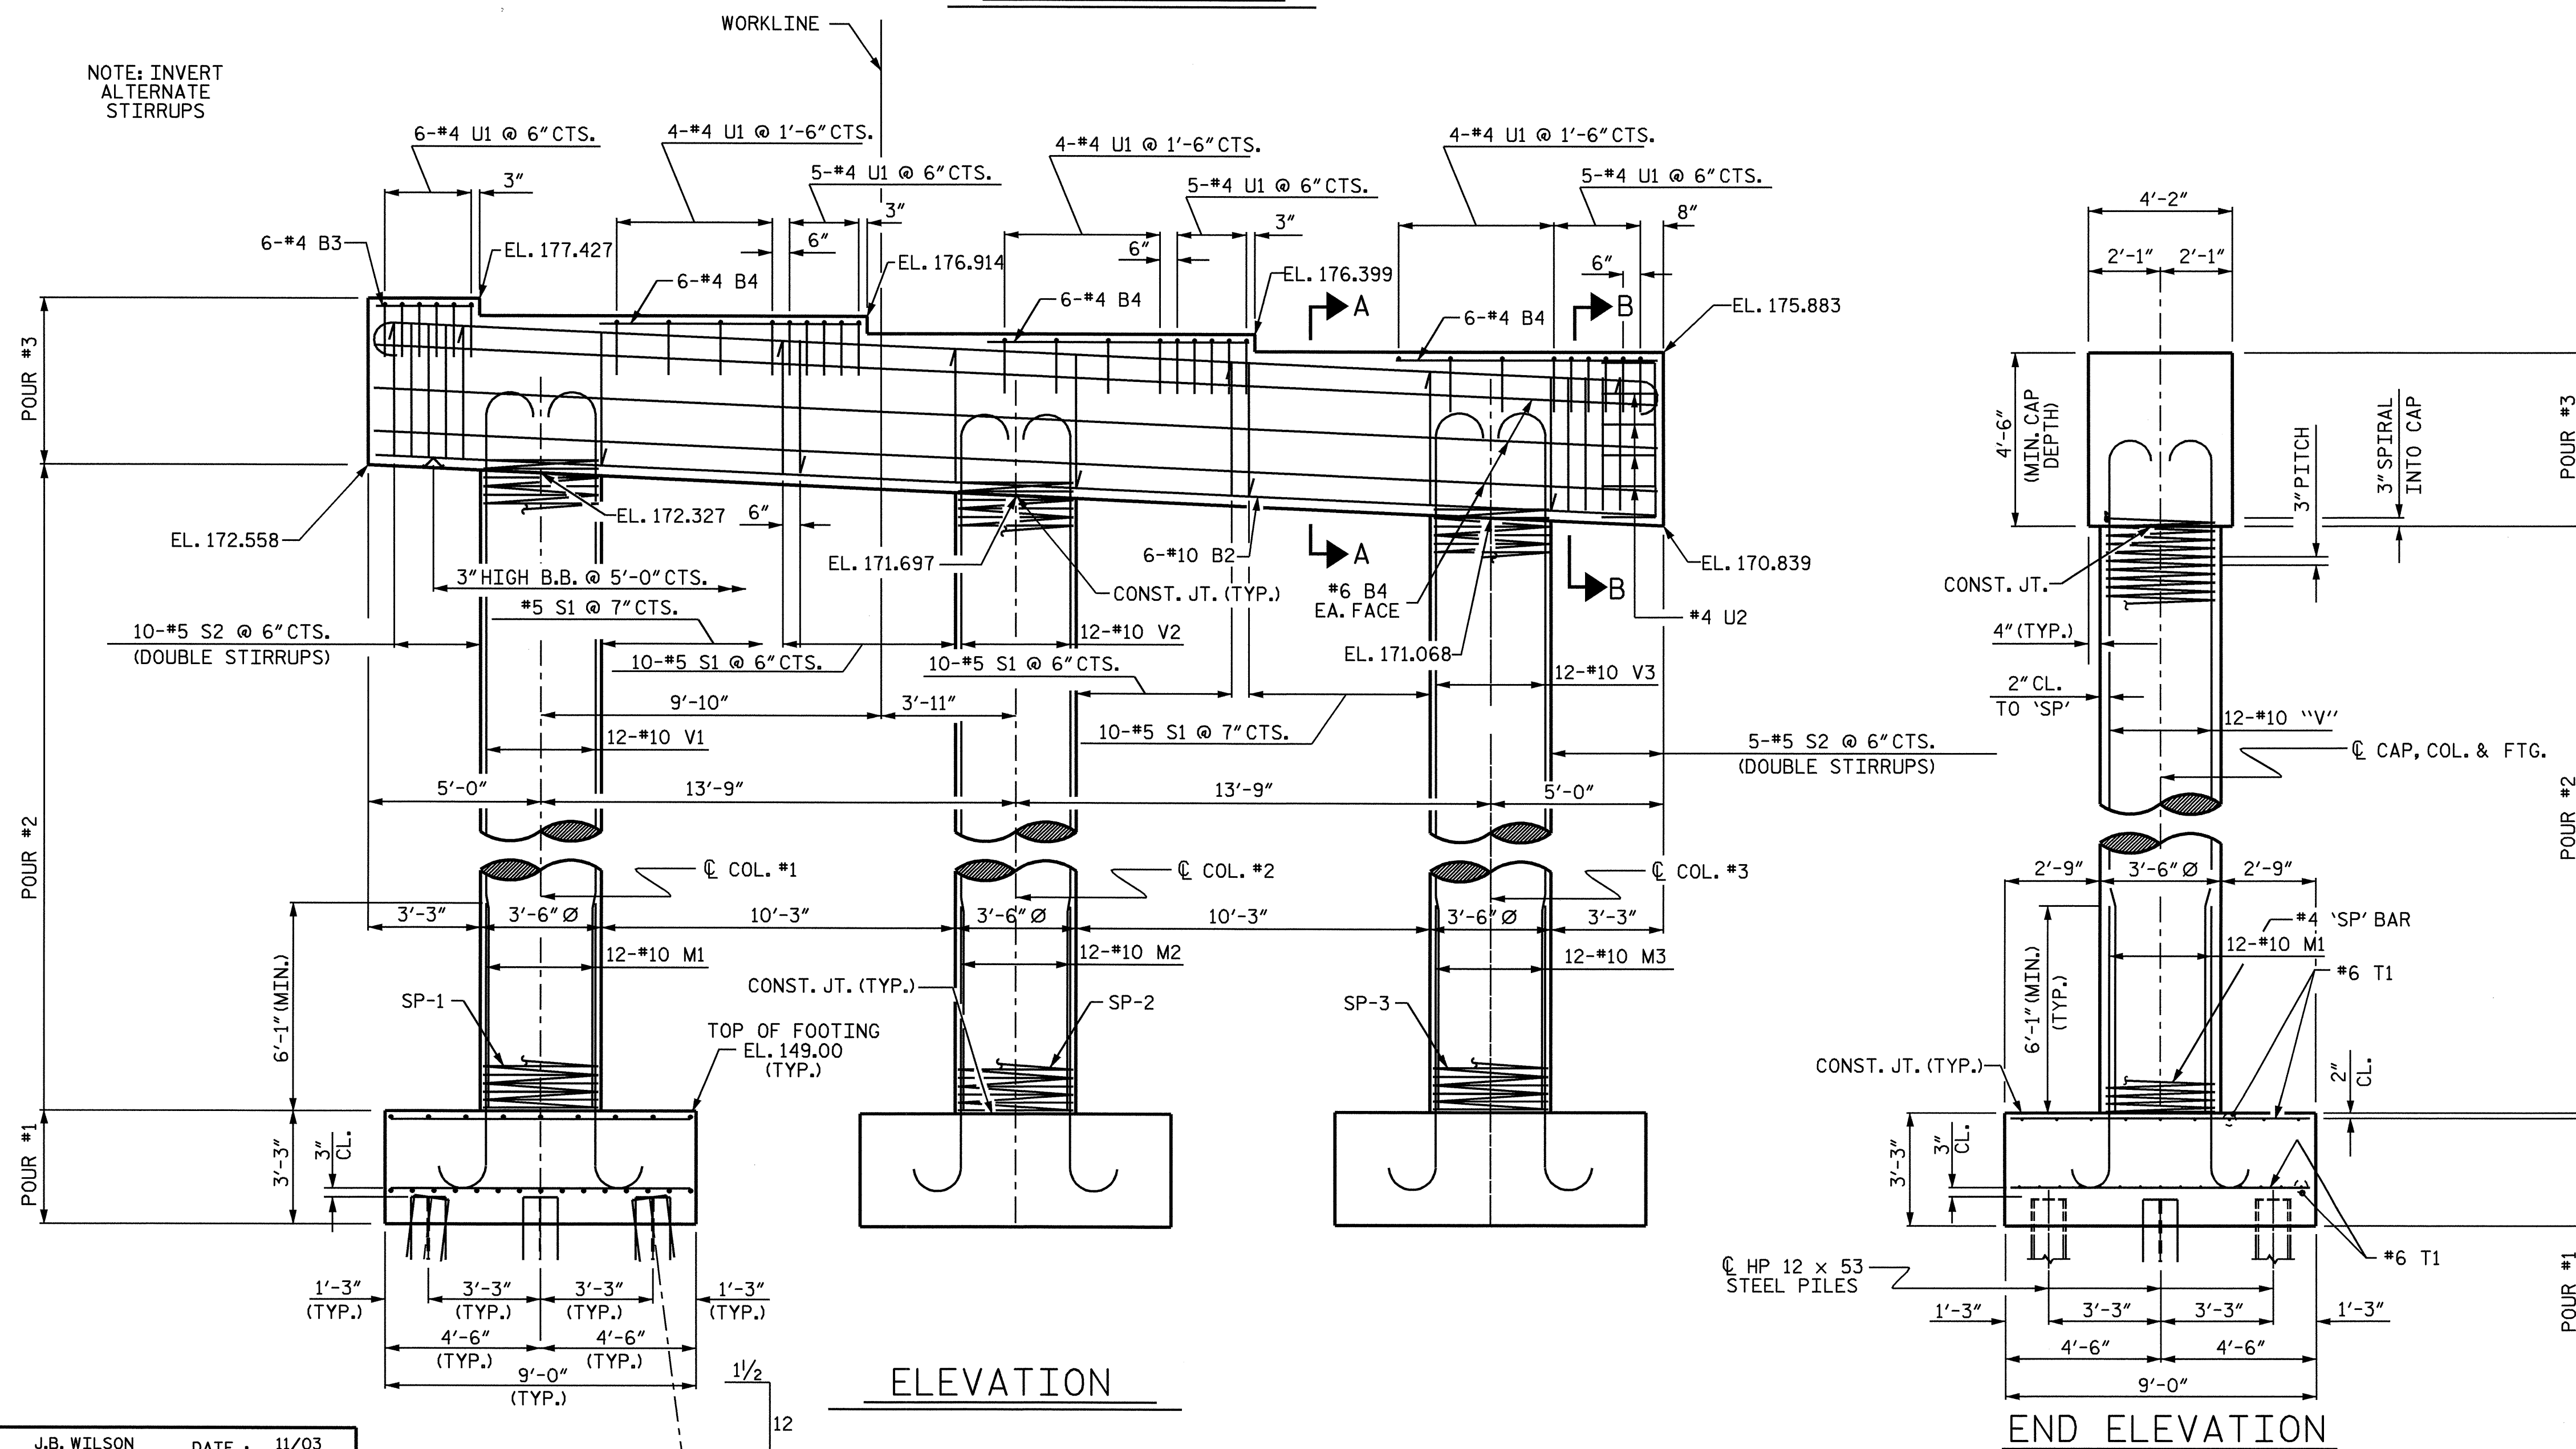 WORKLINE
NOTE: INVERT
ALTERNATE
STIRRUPS
6-#4 U1 @ 6" CTS.
4-#4 U1 @ 1'-6" CTS.
4-#4 U1 @ 1'-6" CTS.
4-#4 U1 @ 1'-6" CTS.
5-#4 U1 @ 6" CTS.
5-#4 U1 @ 6" CTS.
5-#4 U1 @ 6" CTS.
3"
3"
3"
8"
6"
6"
6"
6-#4 B3
EL. 177.427
EL. 176.914
EL. 176.399
EL. 175.883
6-#4 B4
6-#4 B4
6-#4 B4
A
B
POUR #3
EL. 172.558
EL. 172.327
6"
EL. 171.697
6-#10 B2
A
B
EL. 170.839
3" HIGH B.B. @ 5'-0" CTS.
CONST. JT. (TYP.)
#6 B4
EA. FACE
#4 U2
#5 S1 @ 7" CTS.
10-#5 S2 @ 6" CTS.
(DOUBLE STIRRUPS)
10-#5 S1 @ 6" CTS.
12-#10 V2
10-#5 S1 @ 6" CTS.
EL. 171.068
12-#10 V3
9'-10"
3'-11"
10-#5 S1 @ 7" CTS.
12-#10 V1
5-#5 S2 @ 6" CTS.
(DOUBLE STIRRUPS)
5'-0"
13'-9"
13'-9"
5'-0"
POUR #2
℄ COL. #1
℄ COL. #2
℄ COL. #3
3'-3"
3'-6" Ø
10'-3"
3'-6" Ø
10'-3"
3'-6" Ø
3'-3"
12-#10 M1
12-#10 M2
12-#10 M3
6'-1" (MIN.)
SP-1
CONST. JT. (TYP.)
SP-2
SP-3
TOP OF FOOTING
EL. 149.00
(TYP.)
POUR #1
3'-3"
3"
CL.
1'-3"
(TYP.)
3'-3"
(TYP.)
3'-3"
(TYP.)
1'-3"
(TYP.)
4'-6"
(TYP.)
4'-6"
(TYP.)
9'-0"
(TYP.)
1 1/2
12
ELEVATION
4'-2"
2'-1"
2'-1"
4'-6"
(MIN. CAP
DEPTH)
3" PITCH
3" SPIRAL
INTO CAP
POUR #3
CONST. JT.
4" (TYP.)
2" CL.
TO 'SP'
12-#10 "V"
℄ CAP, COL. & FTG.
POUR #2
2'-9"
3'-6" Ø
2'-9"
#4 'SP' BAR
12-#10 M1
#6 T1
6'-1" (MIN.)
(TYP.)
CONST. JT. (TYP.)
2"
CL.
3'-3"
3"
CL.
℄ HP 12 x 53
STEEL PILES
#6 T1
POUR #1
1'-3"
3'-3"
3'-3"
1'-3"
4'-6"
4'-6"
9'-0"
END ELEVATION
J.B. WILSON DATE : 11/03